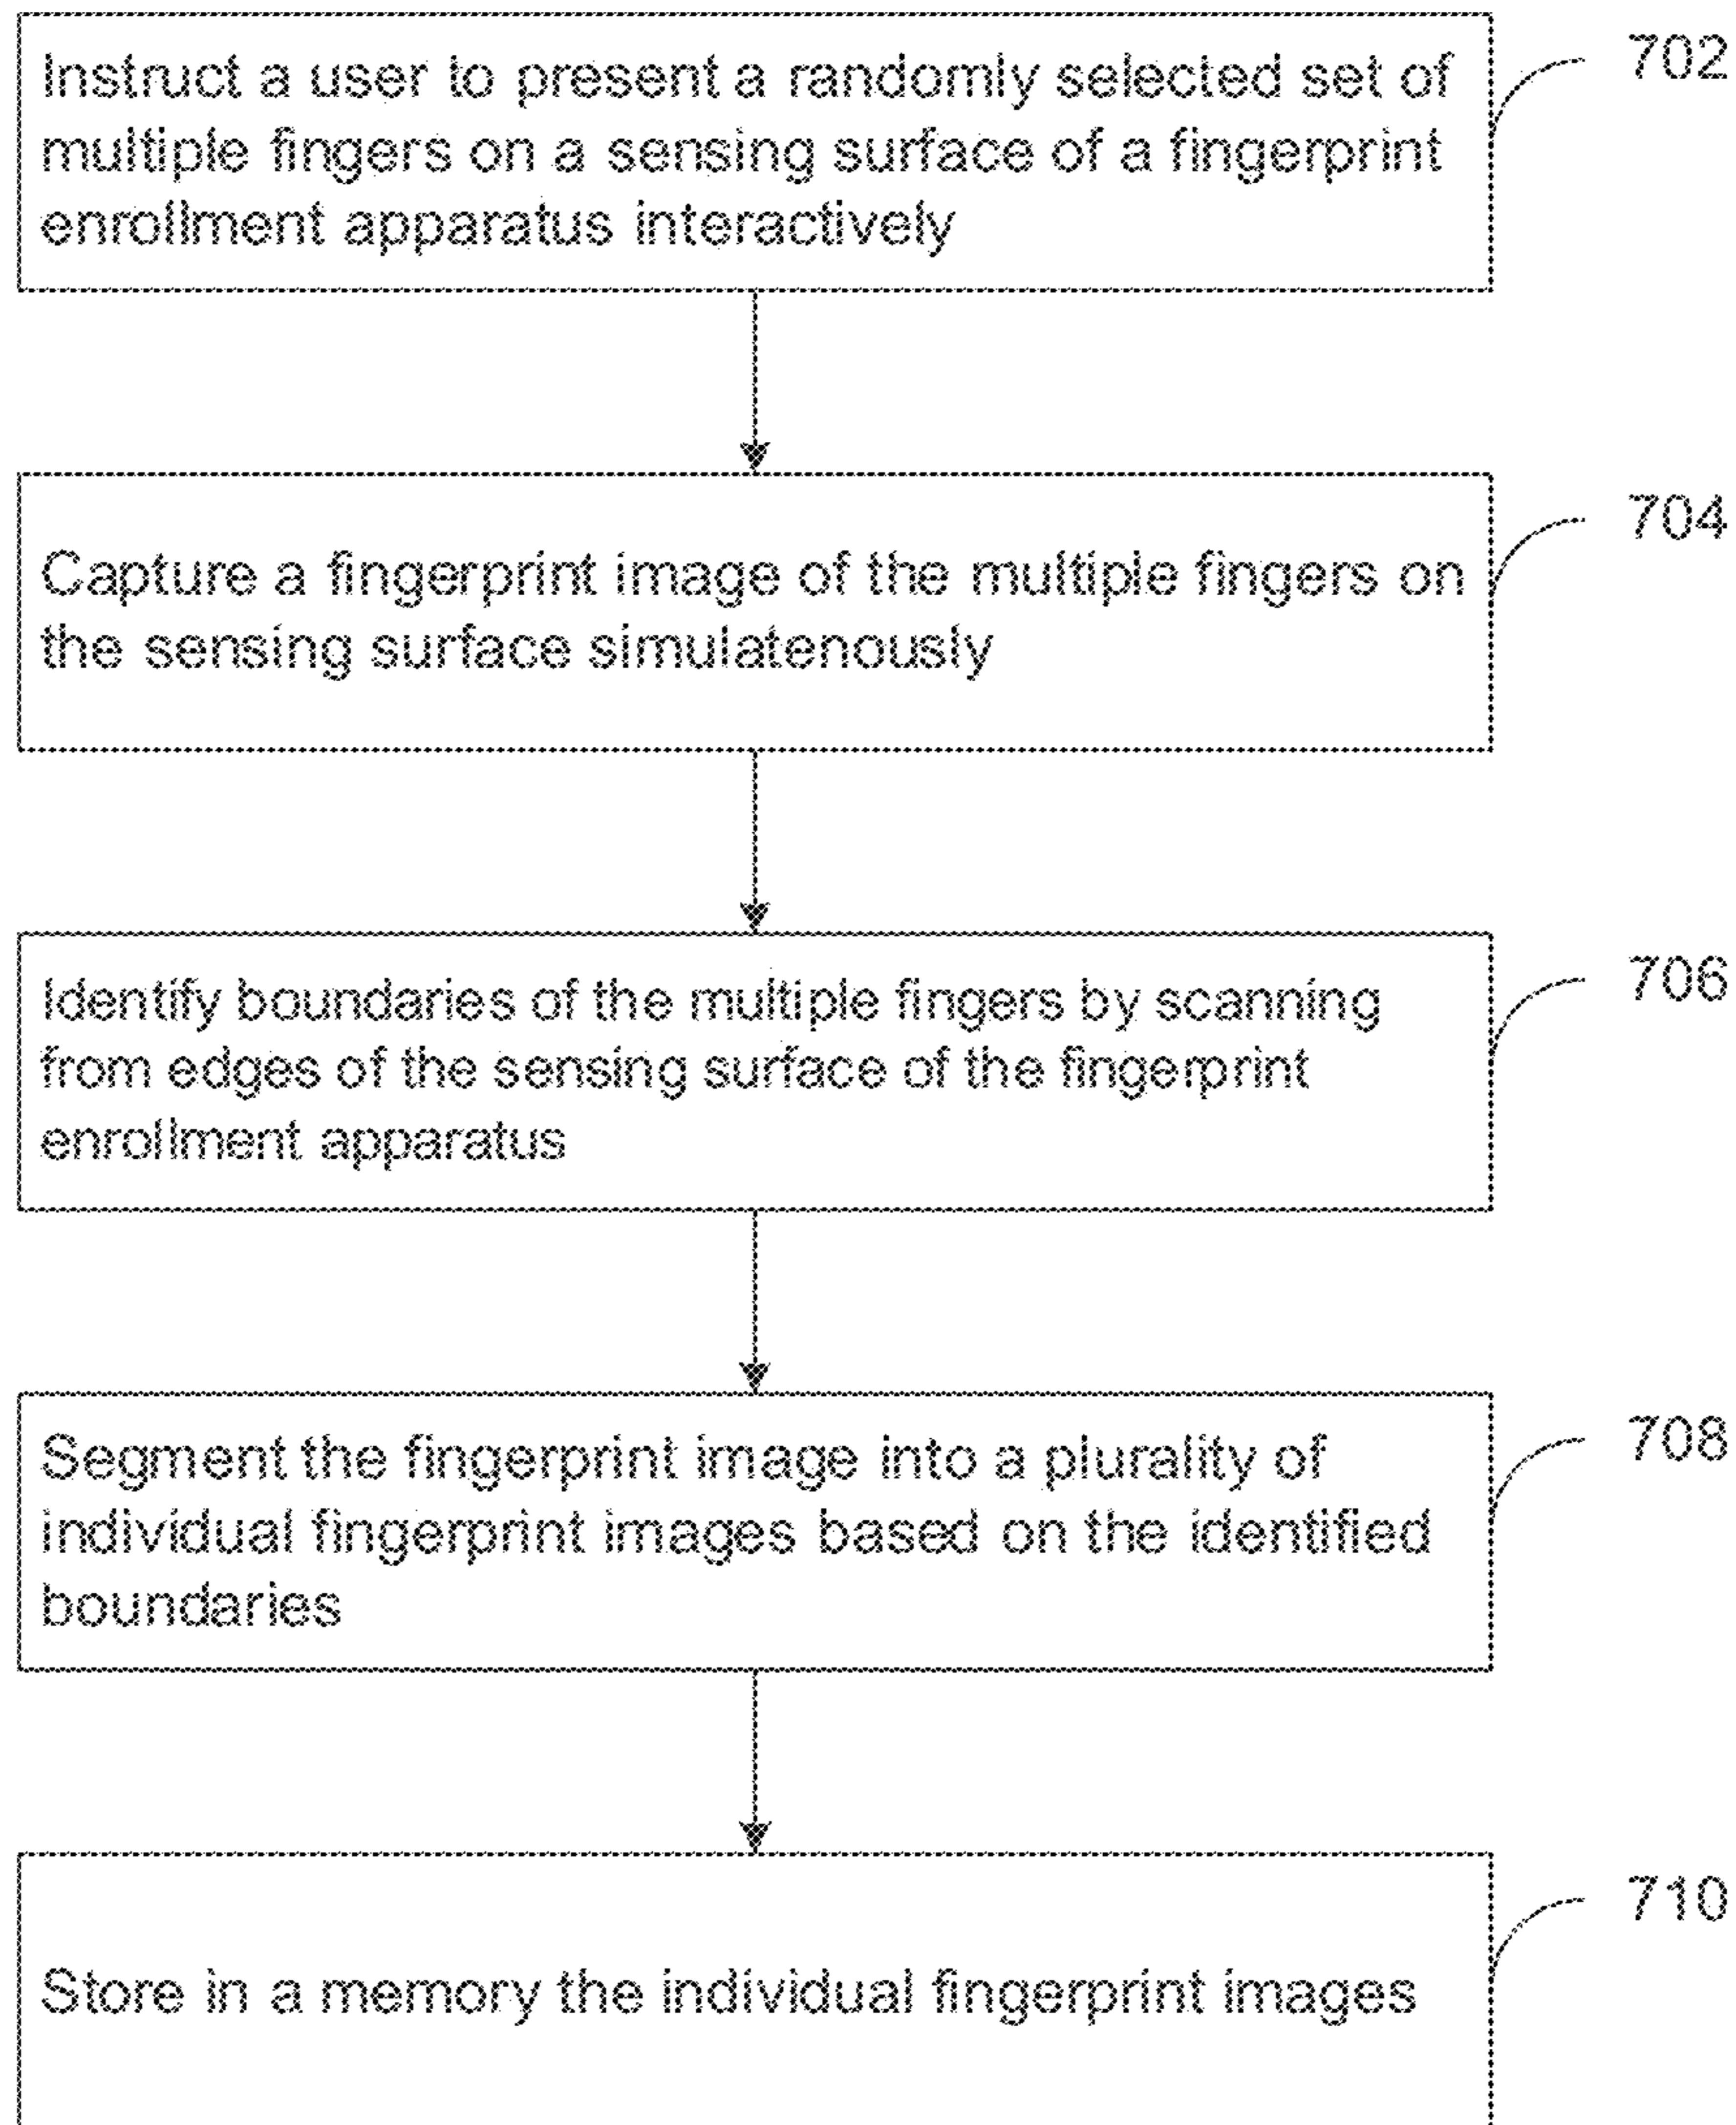 Instruct a user to present a randomly selected set of
multiple fingers on a sensing surface of a fingerprint
enrollment apparatus interactively
702
Capture a fingerprint image of the multiple fingers on
the sensing surface simulatenously
704
Identify boundaries of the multiple fingers by scanning
from edges of the sensing surface of the fingerprint
enrollment apparatus
706
Segment the fingerprint image into a plurality of
individual fingerprint images based on the identified
boundaries
708
Store in a memory the individual fingerprint images
710